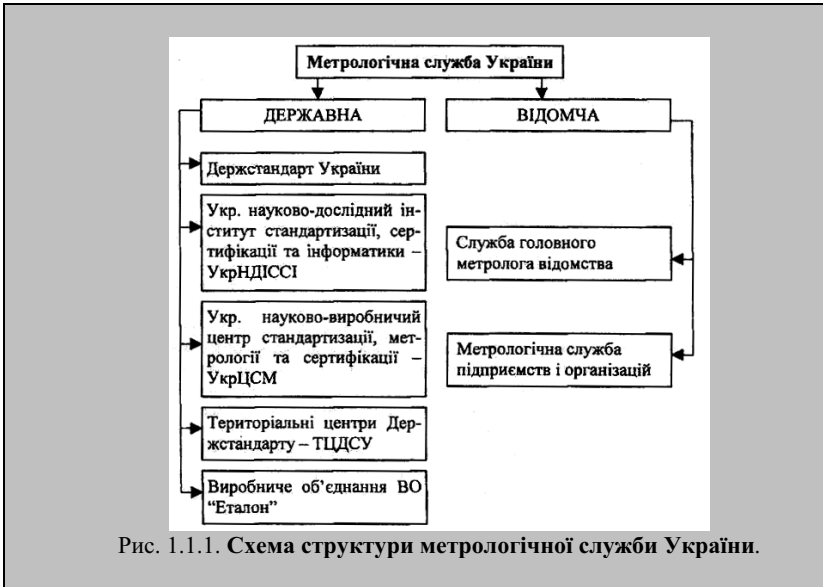 Метрологічна служба України
ДЕРЖАВНА
ВІДОМЧА
Держстандарт України
Укр. науково-дослідний ін-
ститут стандартизації, сер-
тифікації та інформатики –
УкрНДІССІ
Укр. науково-виробничий
центр стандартизації, мет-
рології та сертифікації –
УкрЦСМ
Територіальні центри Дер-
жстандарту – ТЦДСУ
Виробниче об’єднання ВО
“Еталон”
Служба головного
метролога відомства
Метрологічна служба
підприємств і організацій
Рис. 1.1.1. Схема структури метрологічної служби України.